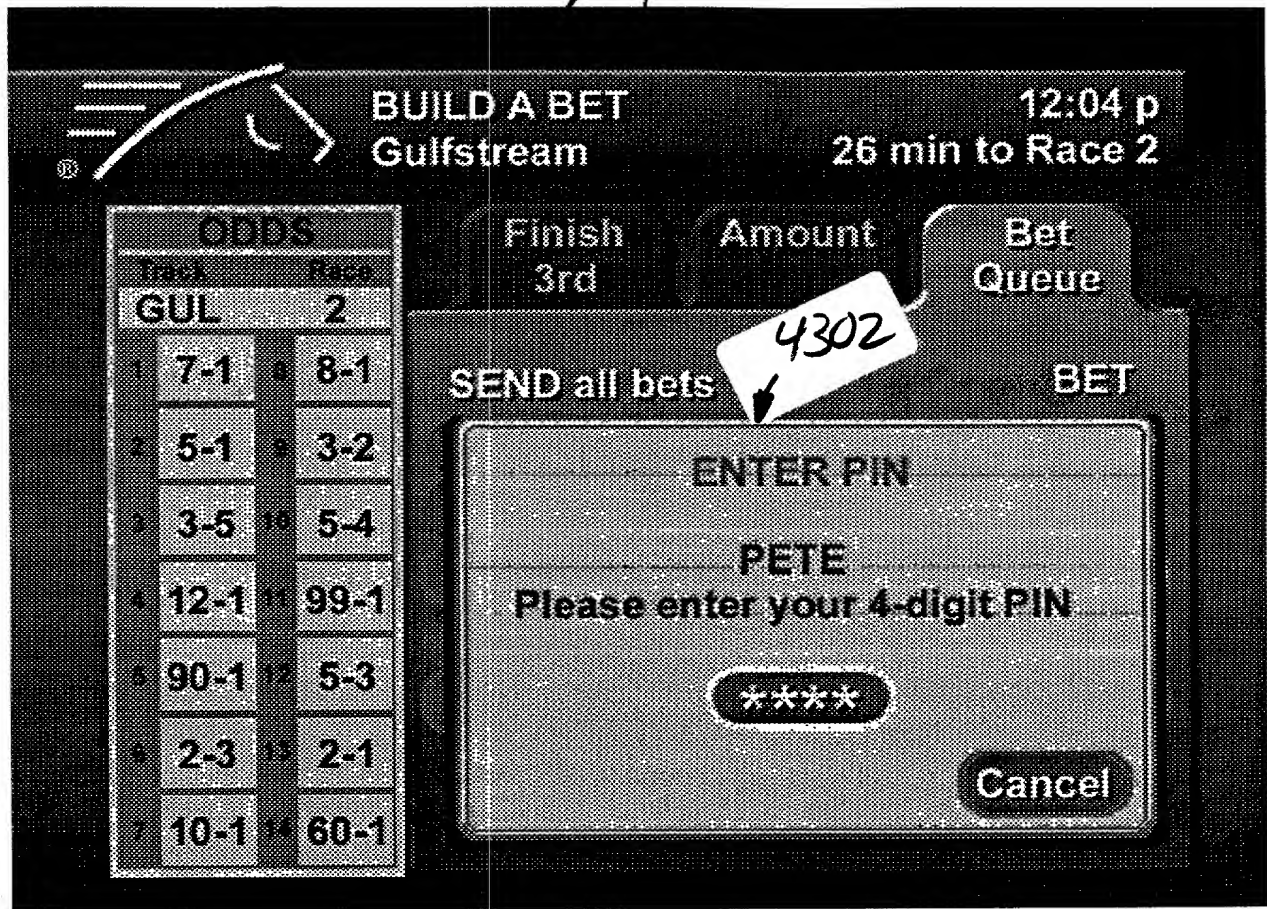 BUILD A BET
Gulfstream
12:04 p
26 min to Race 2
®
ODDS
Track Race
GUL 2
1 7-1 8 8-1
2 5-1 9 3-2
3 3-5 10 5-4
4 12-1 11 99-1
5 90-1 12 5-3
6 2-3 13 2-1
7 10-1 14 60-1
Finish
3rd
Amount
Bet
Queue
4302
SEND all bets
BET
ENTER PIN
PETE
Please enter your 4-digit PIN
****
Cancel